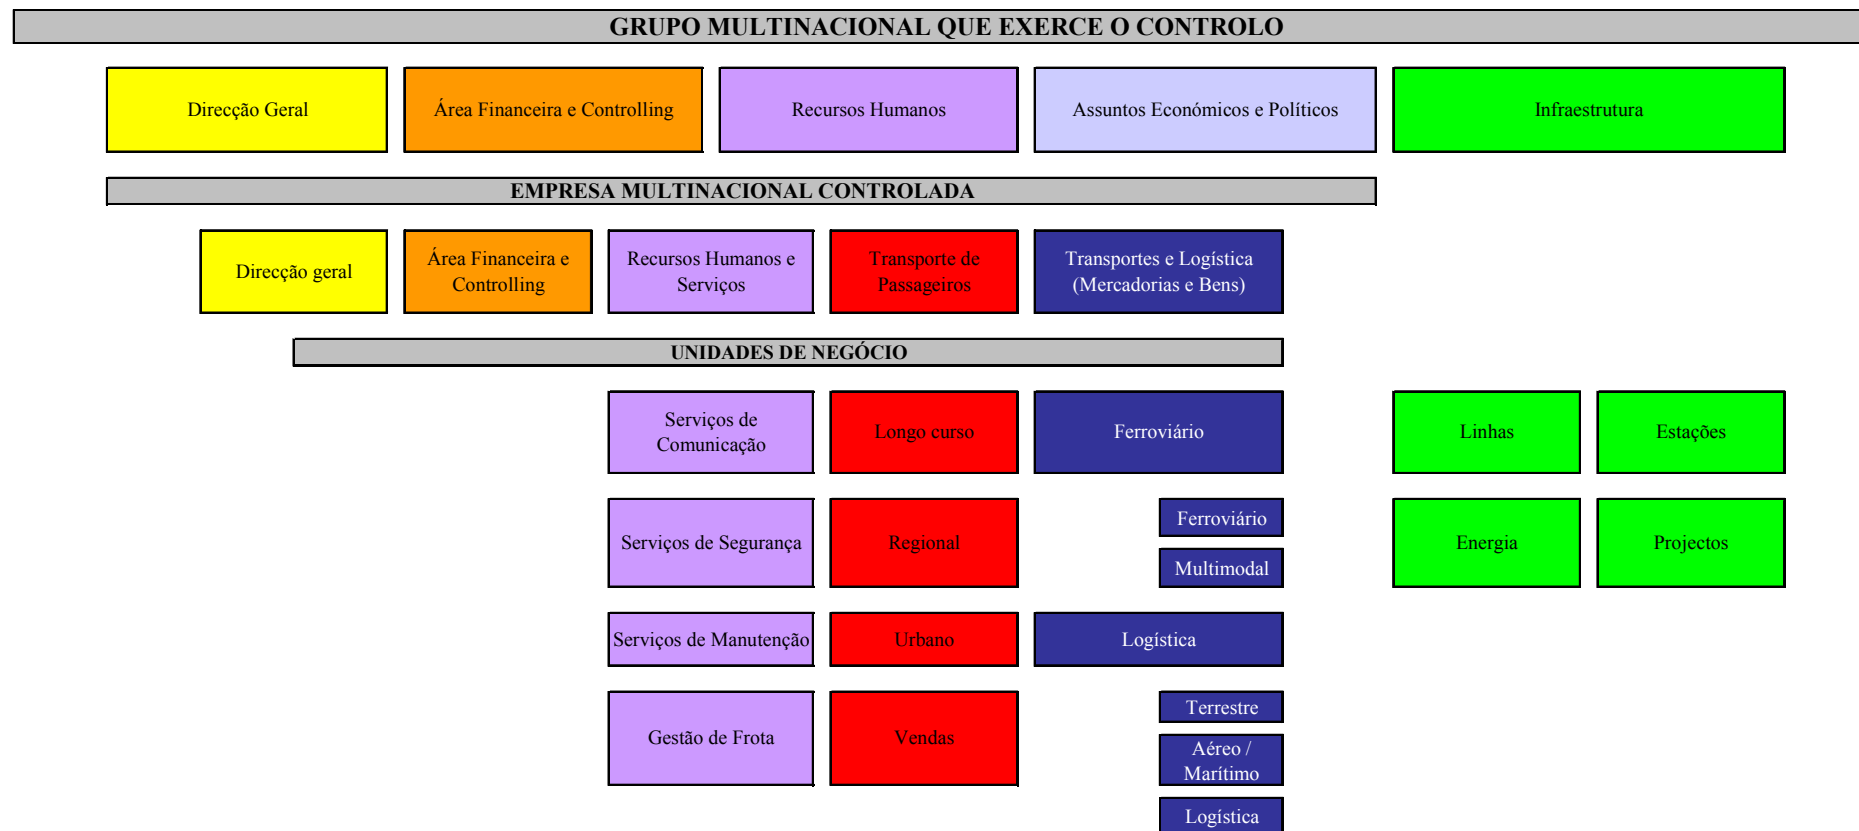 GRUPO MULTINACIONAL QUE EXERCE O CONTROLO
Direcção Geral
Área Financeira e Controlling
Recursos Humanos
Assuntos Económicos e Políticos
Infraestrutura
EMPRESA MULTINACIONAL CONTROLADA
Direcção geral
Área Financeira e
Controlling
Recursos Humanos e
Serviços
Transporte de
Passageiros
Transportes e Logística
(Mercadorias e Bens)
UNIDADES DE NEGÓCIO
Serviços de
Comunicação
Longo curso
Ferroviário
Linhas
Estações
Serviços de Segurança
Regional
Ferroviário
Multimodal
Energia
Projectos
Serviços de Manutenção
Urbano
Logística
Gestão de Frota
Vendas
Terrestre
Aéreo /
Marítimo
Logística